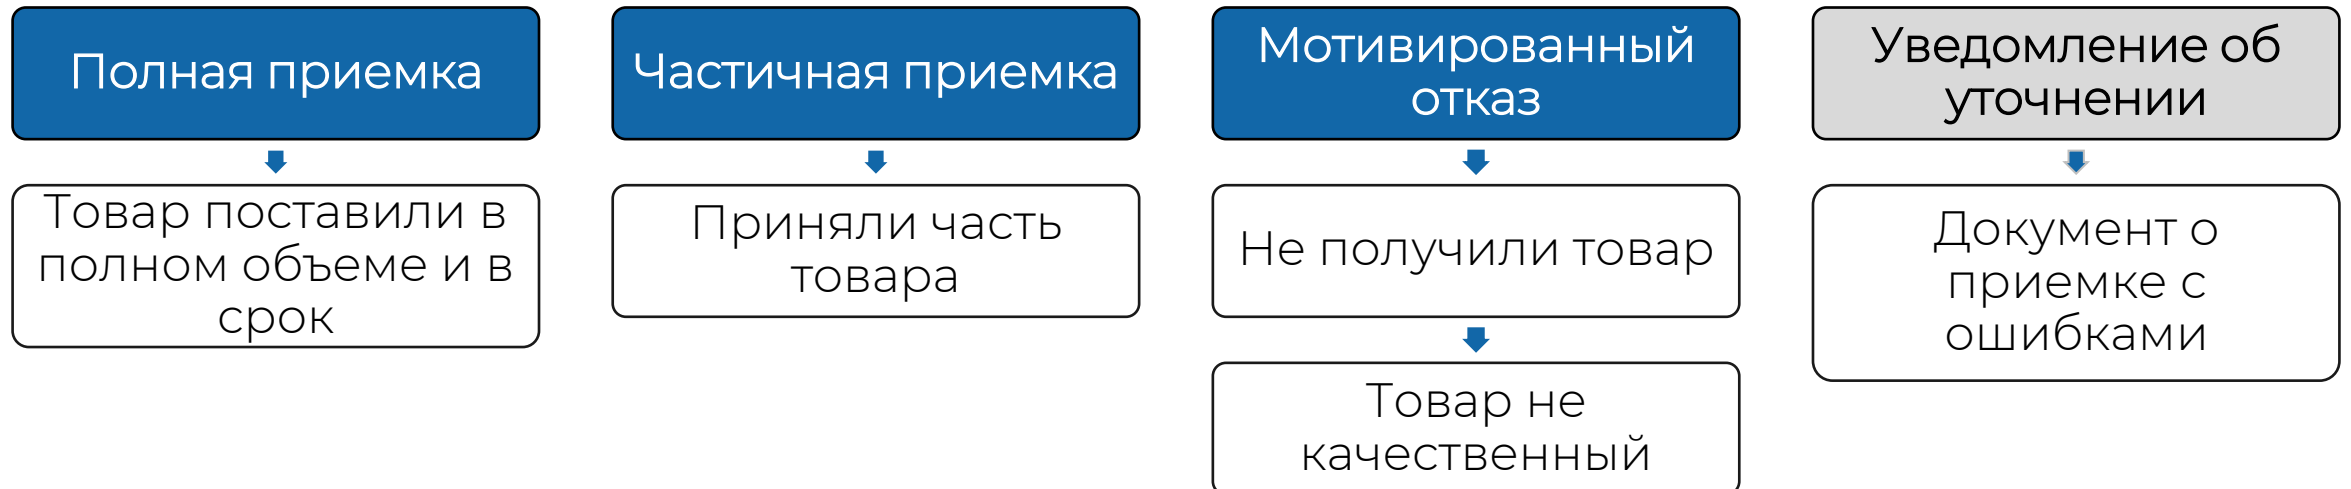 Полная приемка
Товар поставили в
полном объеме и в
срок
Частичная приемка
Приняли часть
товара
Мотивированный
отказ
Не получили товар
Товар не
качественный
Уведомление об
уточнении
Документ о
приемке с
ошибками